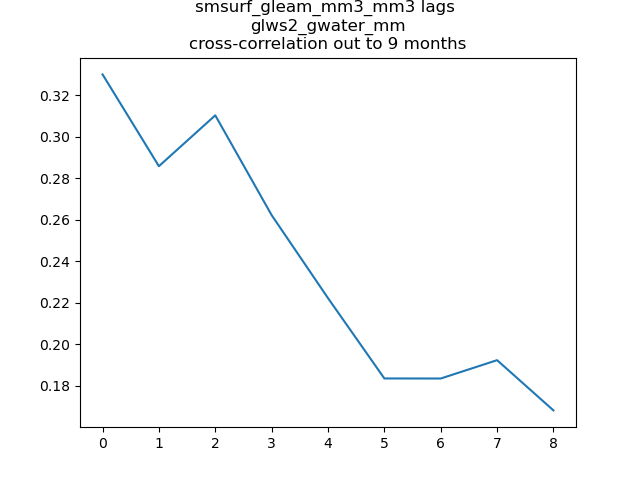 smsurf_gleam_mm3_mm3 lags
glws2_gwater_mm
cross-correlation out to 9 months
0.32
0.30
0.28
0.26
0.24
0.22
0.20
0.18
0 1 2 3 4 5 6 7 8